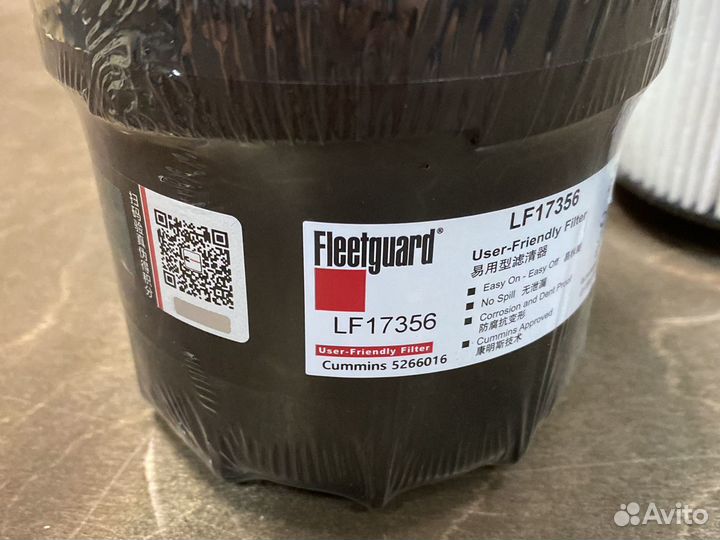 Fleetguard®
LF17356
User-Friendly Filter
Cummins 5266016
LF17356
User-Friendly Filter
易用型滤清器
■ Easy On - Easy Off
■ No Spill 无泄漏
■ Corrosion and Dent Proof
防腐抗变形
■ Cummins Approved
康明斯技术
Avito